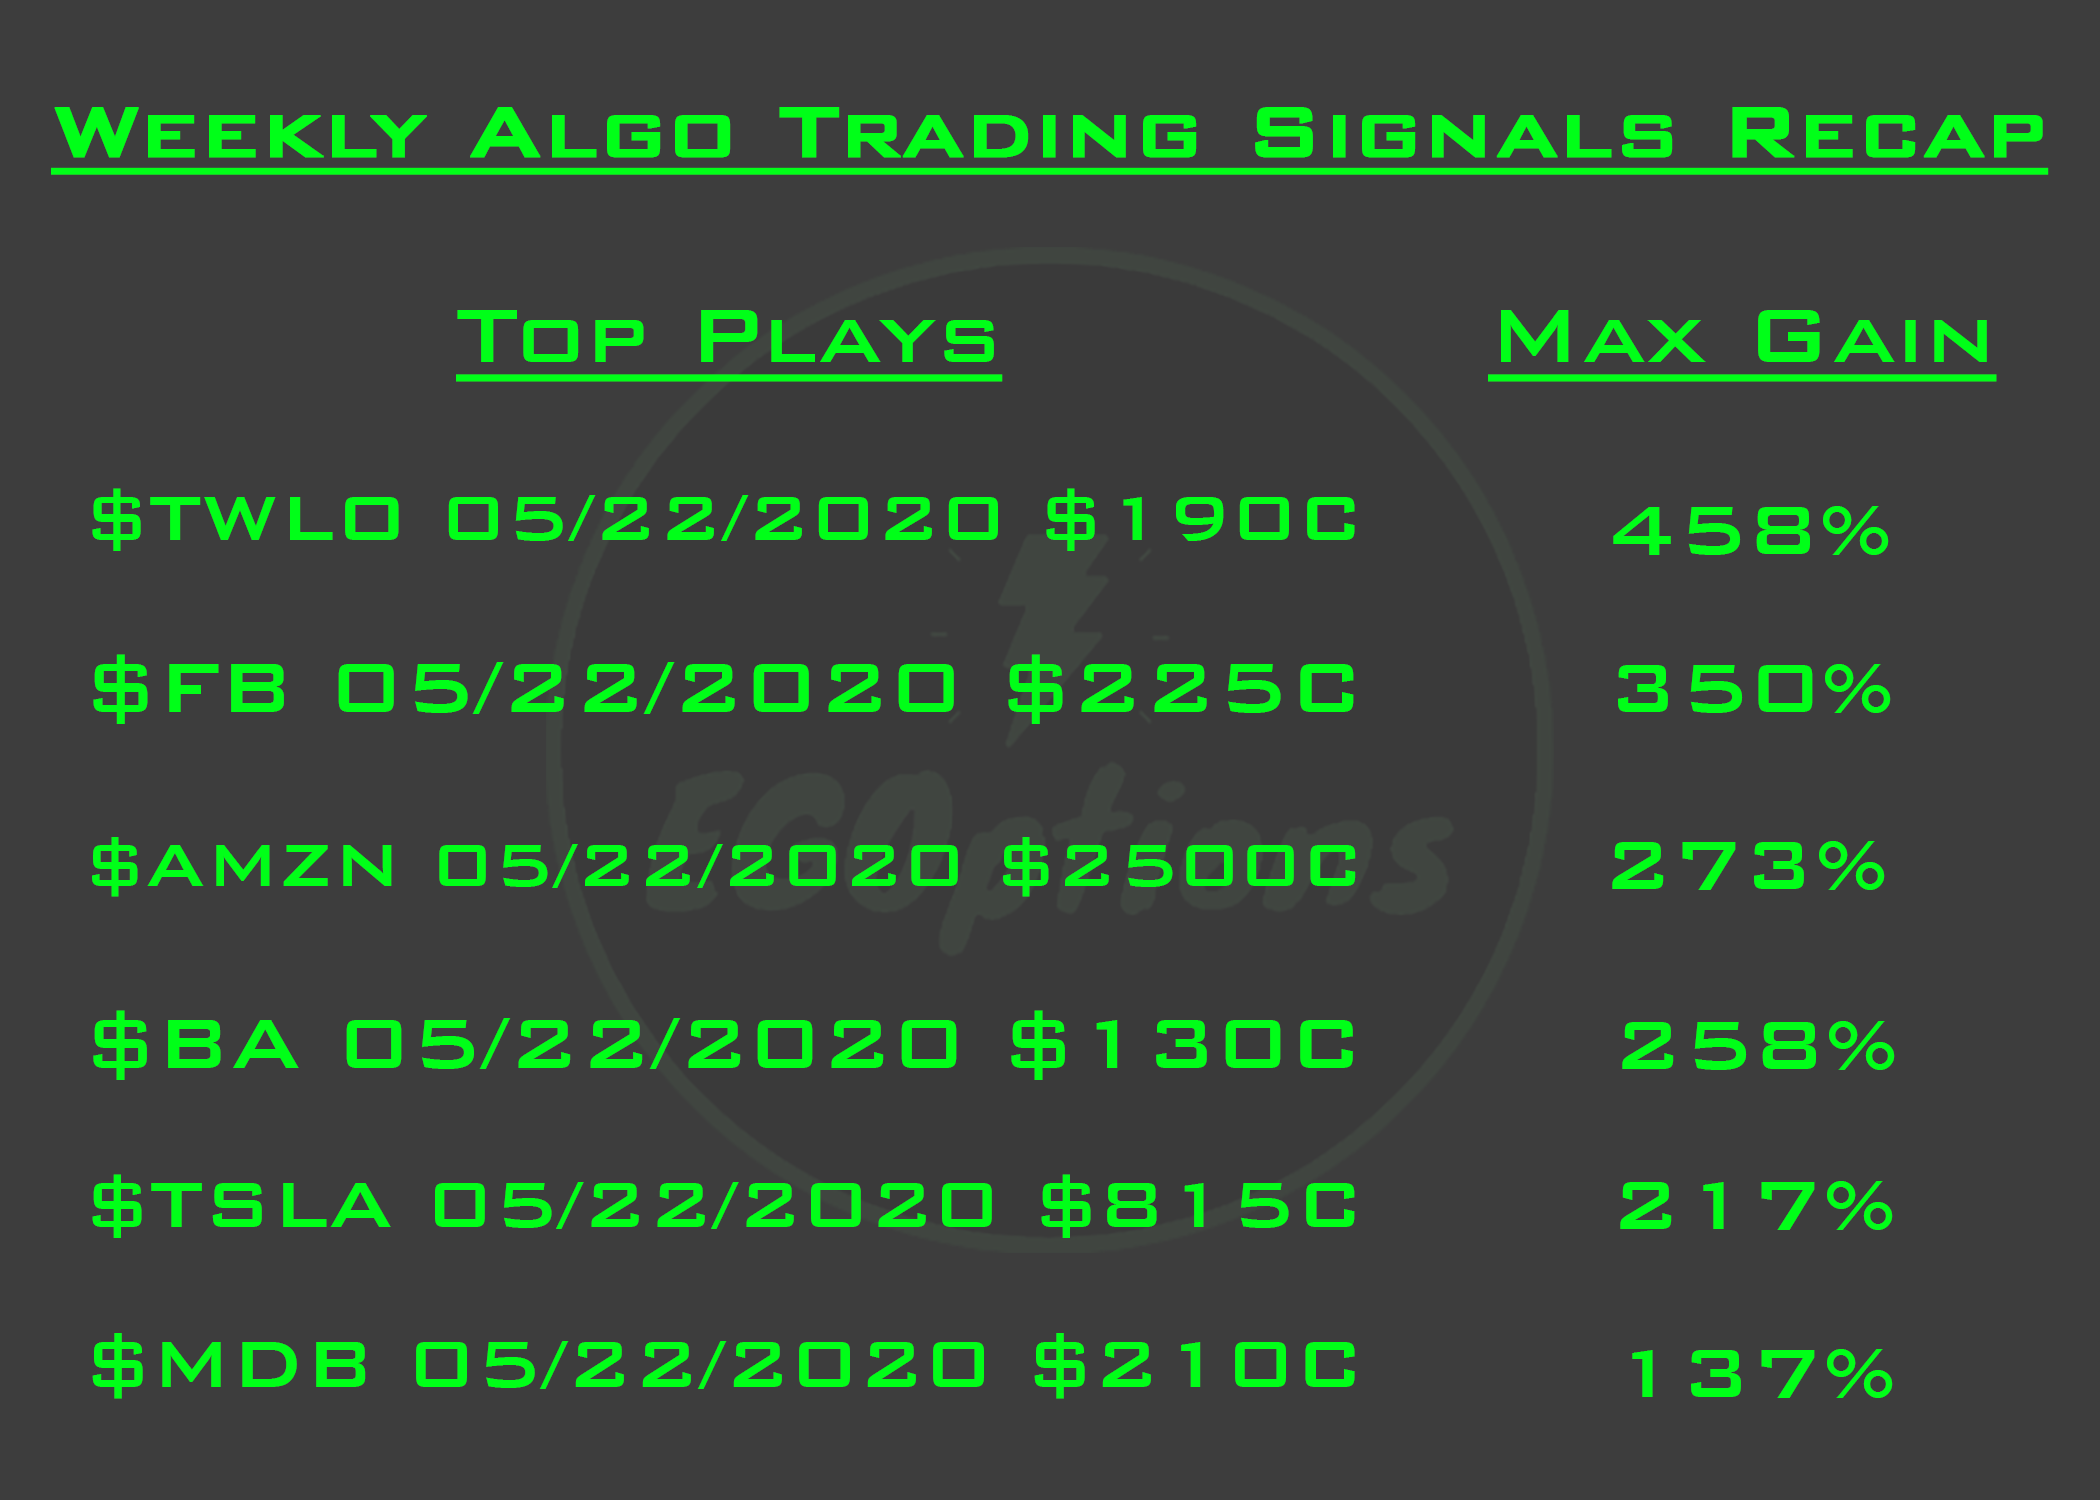 Weekly Algo Trading Signals Recap
Top Plays Max Gain
$TWLO 05/22/2020 $190C 458%
$FB 05/22/2020 $225C 350%
$AMZN 05/22/2020 $2500C 273%
$BA 05/22/2020 $130C 258%
$TSLA 05/22/2020 $815C 217%
$MDB 05/22/2020 $210C 137%
ECOptions